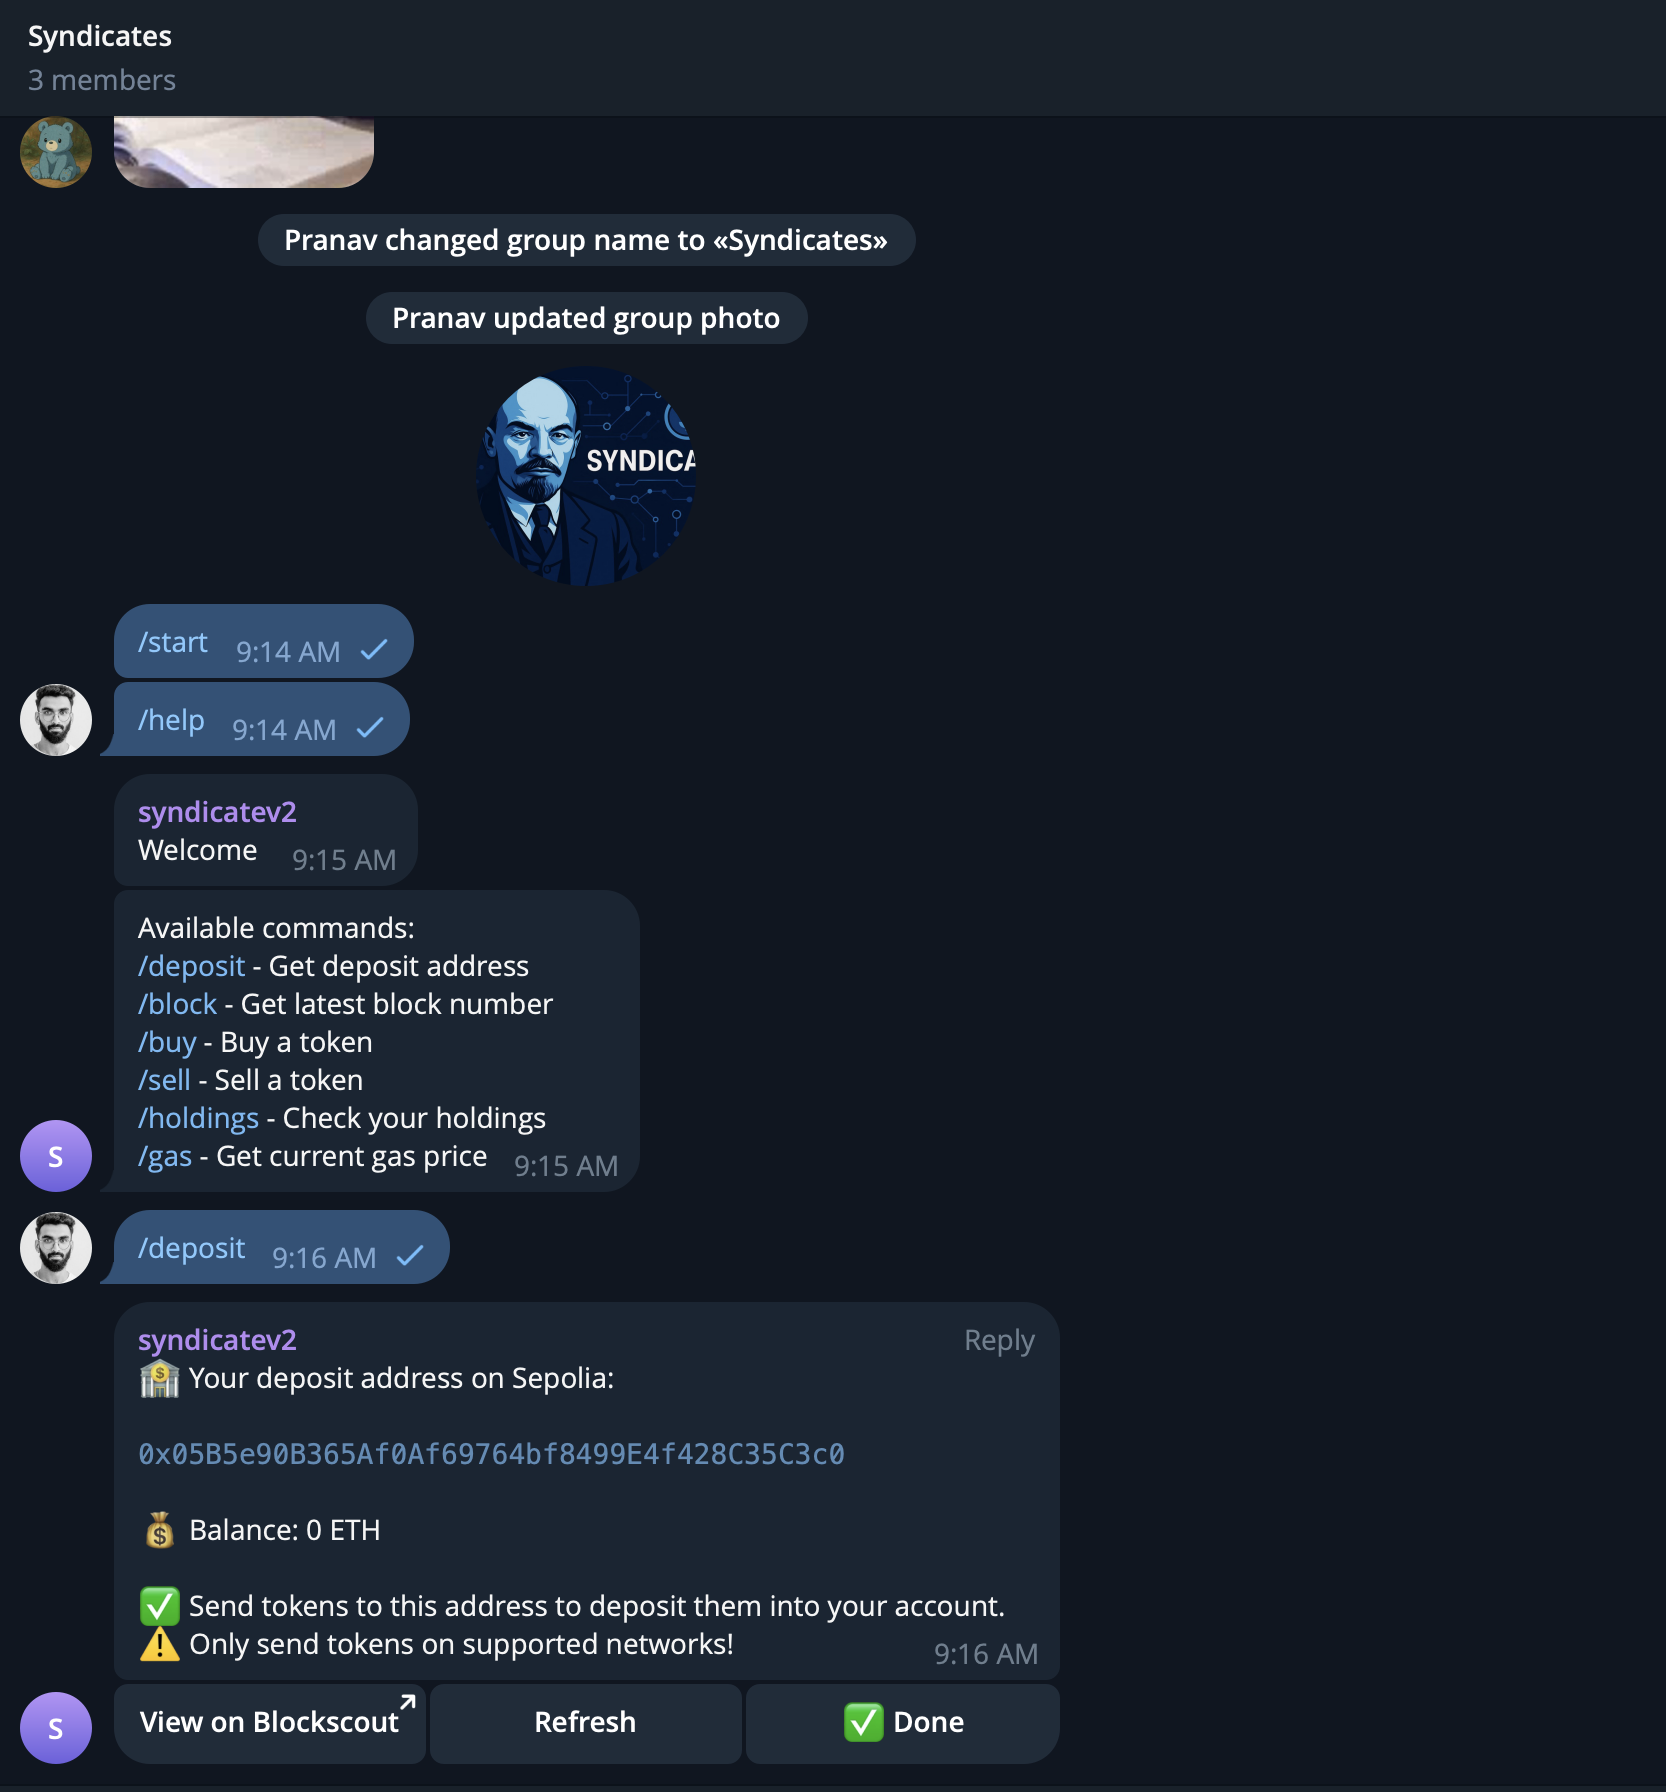 Syndicates
3 members
Pranav changed group name to «Syndicates»
Pranav updated group photo
SYNDICA
/start 9:14 AM
/help 9:14 AM
syndicatev2
Welcome 9:15 AM
Available commands:
/deposit - Get deposit address
/block - Get latest block number
/buy - Buy a token
/sell - Sell a token
/holdings - Check your holdings
/gas - Get current gas price 9:15 AM
S
/deposit 9:16 AM
syndicatev2 Reply
🏦 Your deposit address on Sepolia:
0x05B5e90B365Af0Af69764bf8499E4f428C35C3c0
💰 Balance: 0 ETH
✅ Send tokens to this address to deposit them into your account.
⚠️ Only send tokens on supported networks! 9:16 AM
S
View on Blockscout Refresh ✅ Done